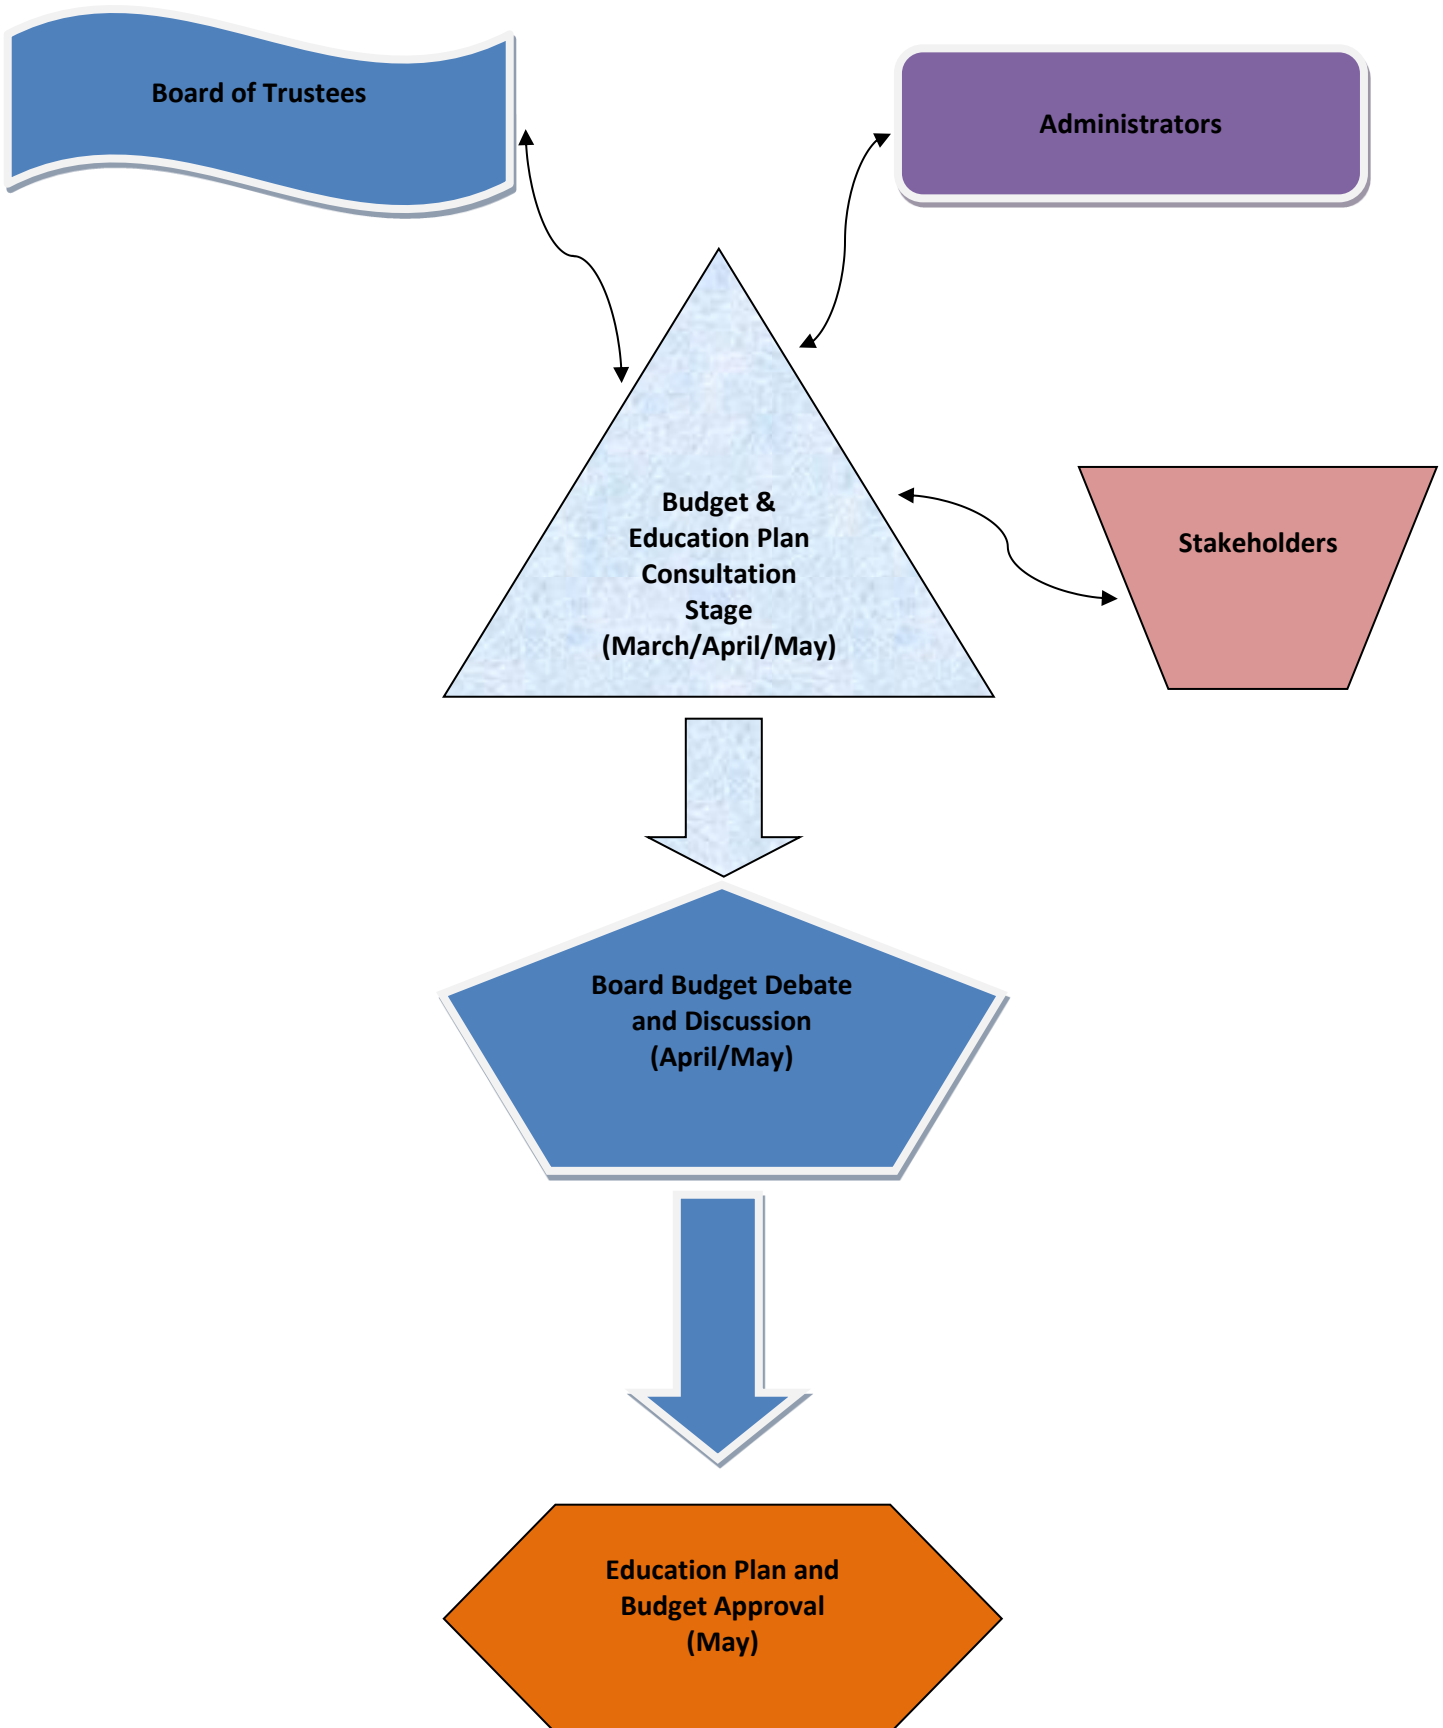 Board of Trustees
Administrators
Budget &
Education Plan
Consultation
Stage
(March/April/May)
Stakeholders
Board Budget Debate
and Discussion
(April/May)
Education Plan and
Budget Approval
(May)